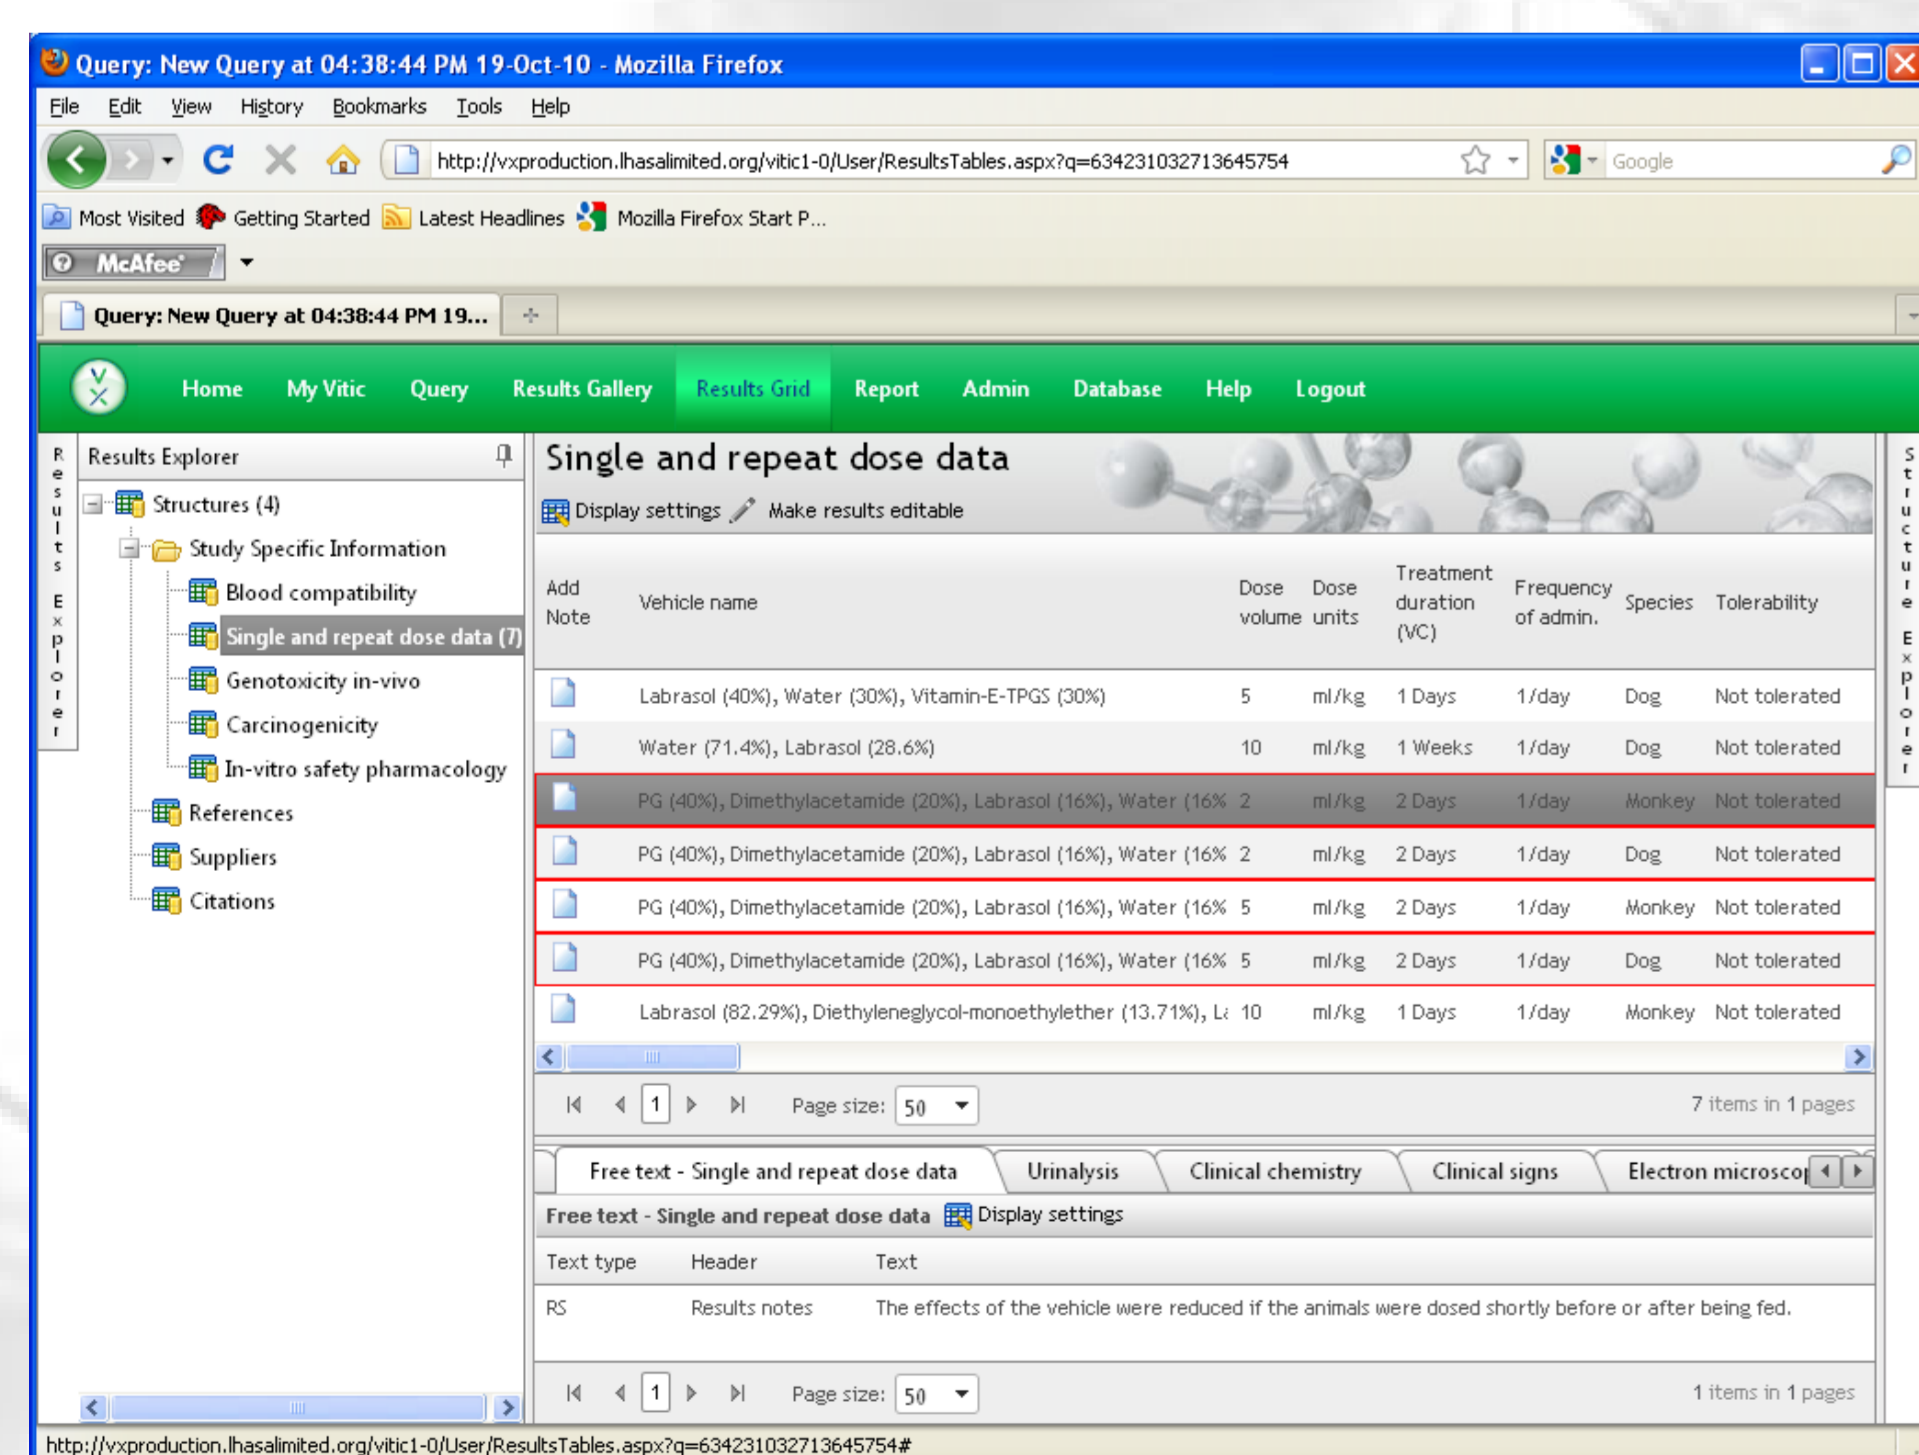 Query: New Query at 04:38:44 PM 19-Oct-10 - Mozilla Firefox
File Edit View History Bookmarks Tools Help
http://vxproduction.lhasalimited.org/vitic1-0/User/ResultsTables.aspx?q=634231032713645754 Google
Most Visited Getting Started Latest Headlines Mozilla Firefox Start P...
McAfee
Query: New Query at 04:38:44 PM 19...
Home My Vitic Query Results Gallery Results Grid Report Admin Database Help Logout
Results Explorer
Results Explorer
Structures (4)
Study Specific Information
Blood compatibility
Single and repeat dose data (7)
Genotoxicity in-vivo
Carcinogenicity
In-vitro safety pharmacology
References
Suppliers
Citations
Single and repeat dose data
Display settings Make results editable
Add Note Vehicle name Dose volume Dose units Treatment duration (VC) Frequency of admin. Species Tolerability
Labrasol (40%), Water (30%), Vitamin-E-TPGS (30%) 5 ml/kg 1 Days 1/day Dog Not tolerated
Water (71.4%), Labrasol (28.6%) 10 ml/kg 1 Weeks 1/day Dog Not tolerated
PG (40%), Dimethylacetamide (20%), Labrasol (16%), Water (16% 2 ml/kg 2 Days 1/day Monkey Not tolerated
PG (40%), Dimethylacetamide (20%), Labrasol (16%), Water (16% 2 ml/kg 2 Days 1/day Dog Not tolerated
PG (40%), Dimethylacetamide (20%), Labrasol (16%), Water (16% 5 ml/kg 2 Days 1/day Monkey Not tolerated
PG (40%), Dimethylacetamide (20%), Labrasol (16%), Water (16% 5 ml/kg 2 Days 1/day Dog Not tolerated
Labrasol (82.29%), Diethyleneglycol-monoethylether (13.71%), 10 ml/kg 1 Days 1/day Monkey Not tolerated
1 Page size: 50 7 items in 1 pages
Free text - Single and repeat dose data Urinalysis Clinical chemistry Clinical signs Electron microscop
Free text - Single and repeat dose data Display settings
Text type Header Text
RS Results notes The effects of the vehicle were reduced if the animals were dosed shortly before or after being fed.
1 Page size: 50 1 items in 1 pages
Structure Explorer
http://vxproduction.lhasalimited.org/vitic1-0/User/ResultsTables.aspx?q=634231032713645754#